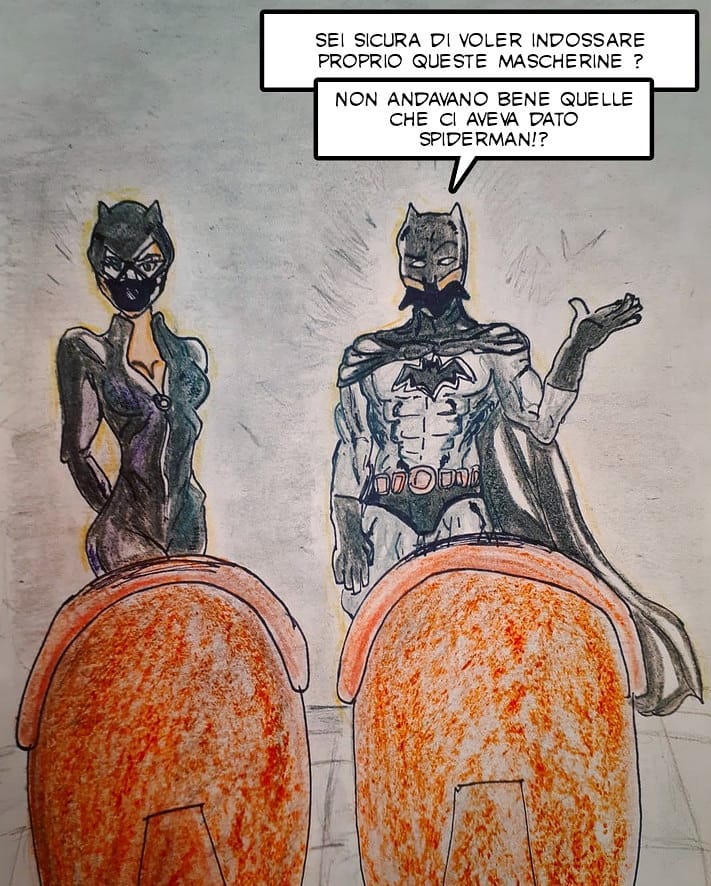 SEI SICURA DI VOLER INDOSSARE
PROPRIO QUESTE MASCHERINE ?
NON ANDAVANO BENE QUELLE
CHE CI AVEVA DATO
SPIDERMAN!?